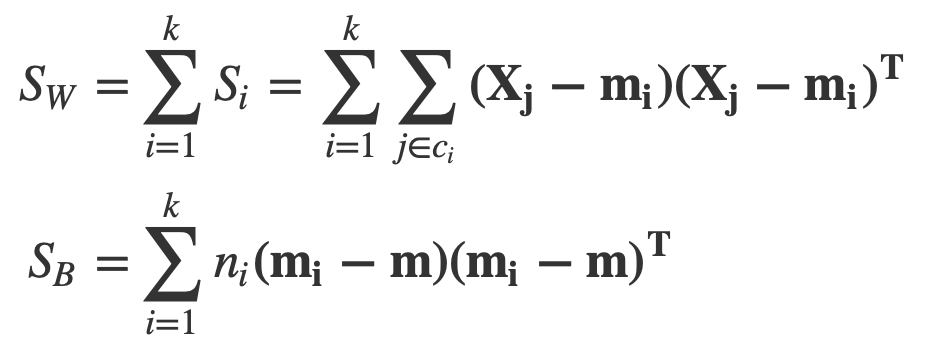 $S_W = \sum_{i=1}^{k} S_i = \sum_{i=1}^{k} \sum_{j \in c_i} (\mathbf{X_j} - \mathbf{m_i})(\mathbf{X_j} - \mathbf{m_i})^{\mathbf{T}}$
$S_B = \sum_{i=1}^{k} n_i (\mathbf{m_i} - \mathbf{m})(\mathbf{m_i} - \mathbf{m})^{\mathbf{T}}$